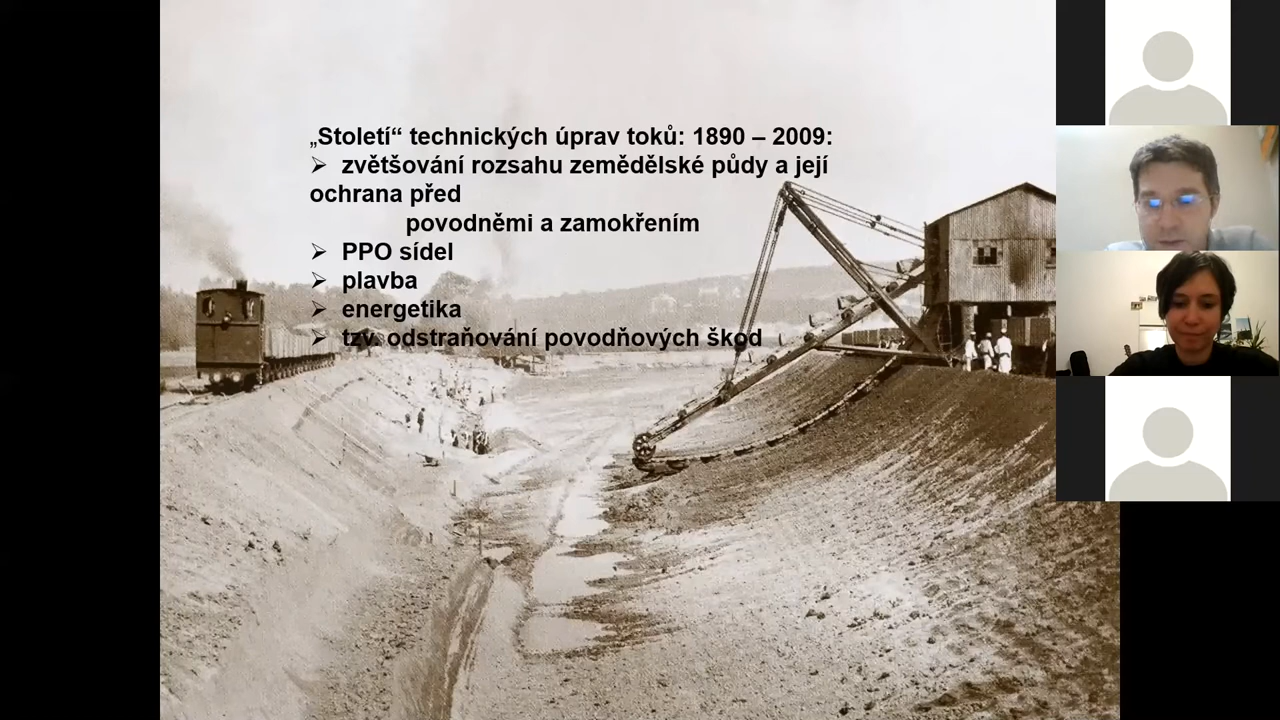 „Století“ technických úprav toků: 1890 – 2009:
➢ zvětšování rozsahu zemědělské půdy a její
ochrana před
povodněmi a zamokřením
➢ PPO sídel
➢ plavba
➢ energetika
➢ tzv. odstraňování povodňových škod